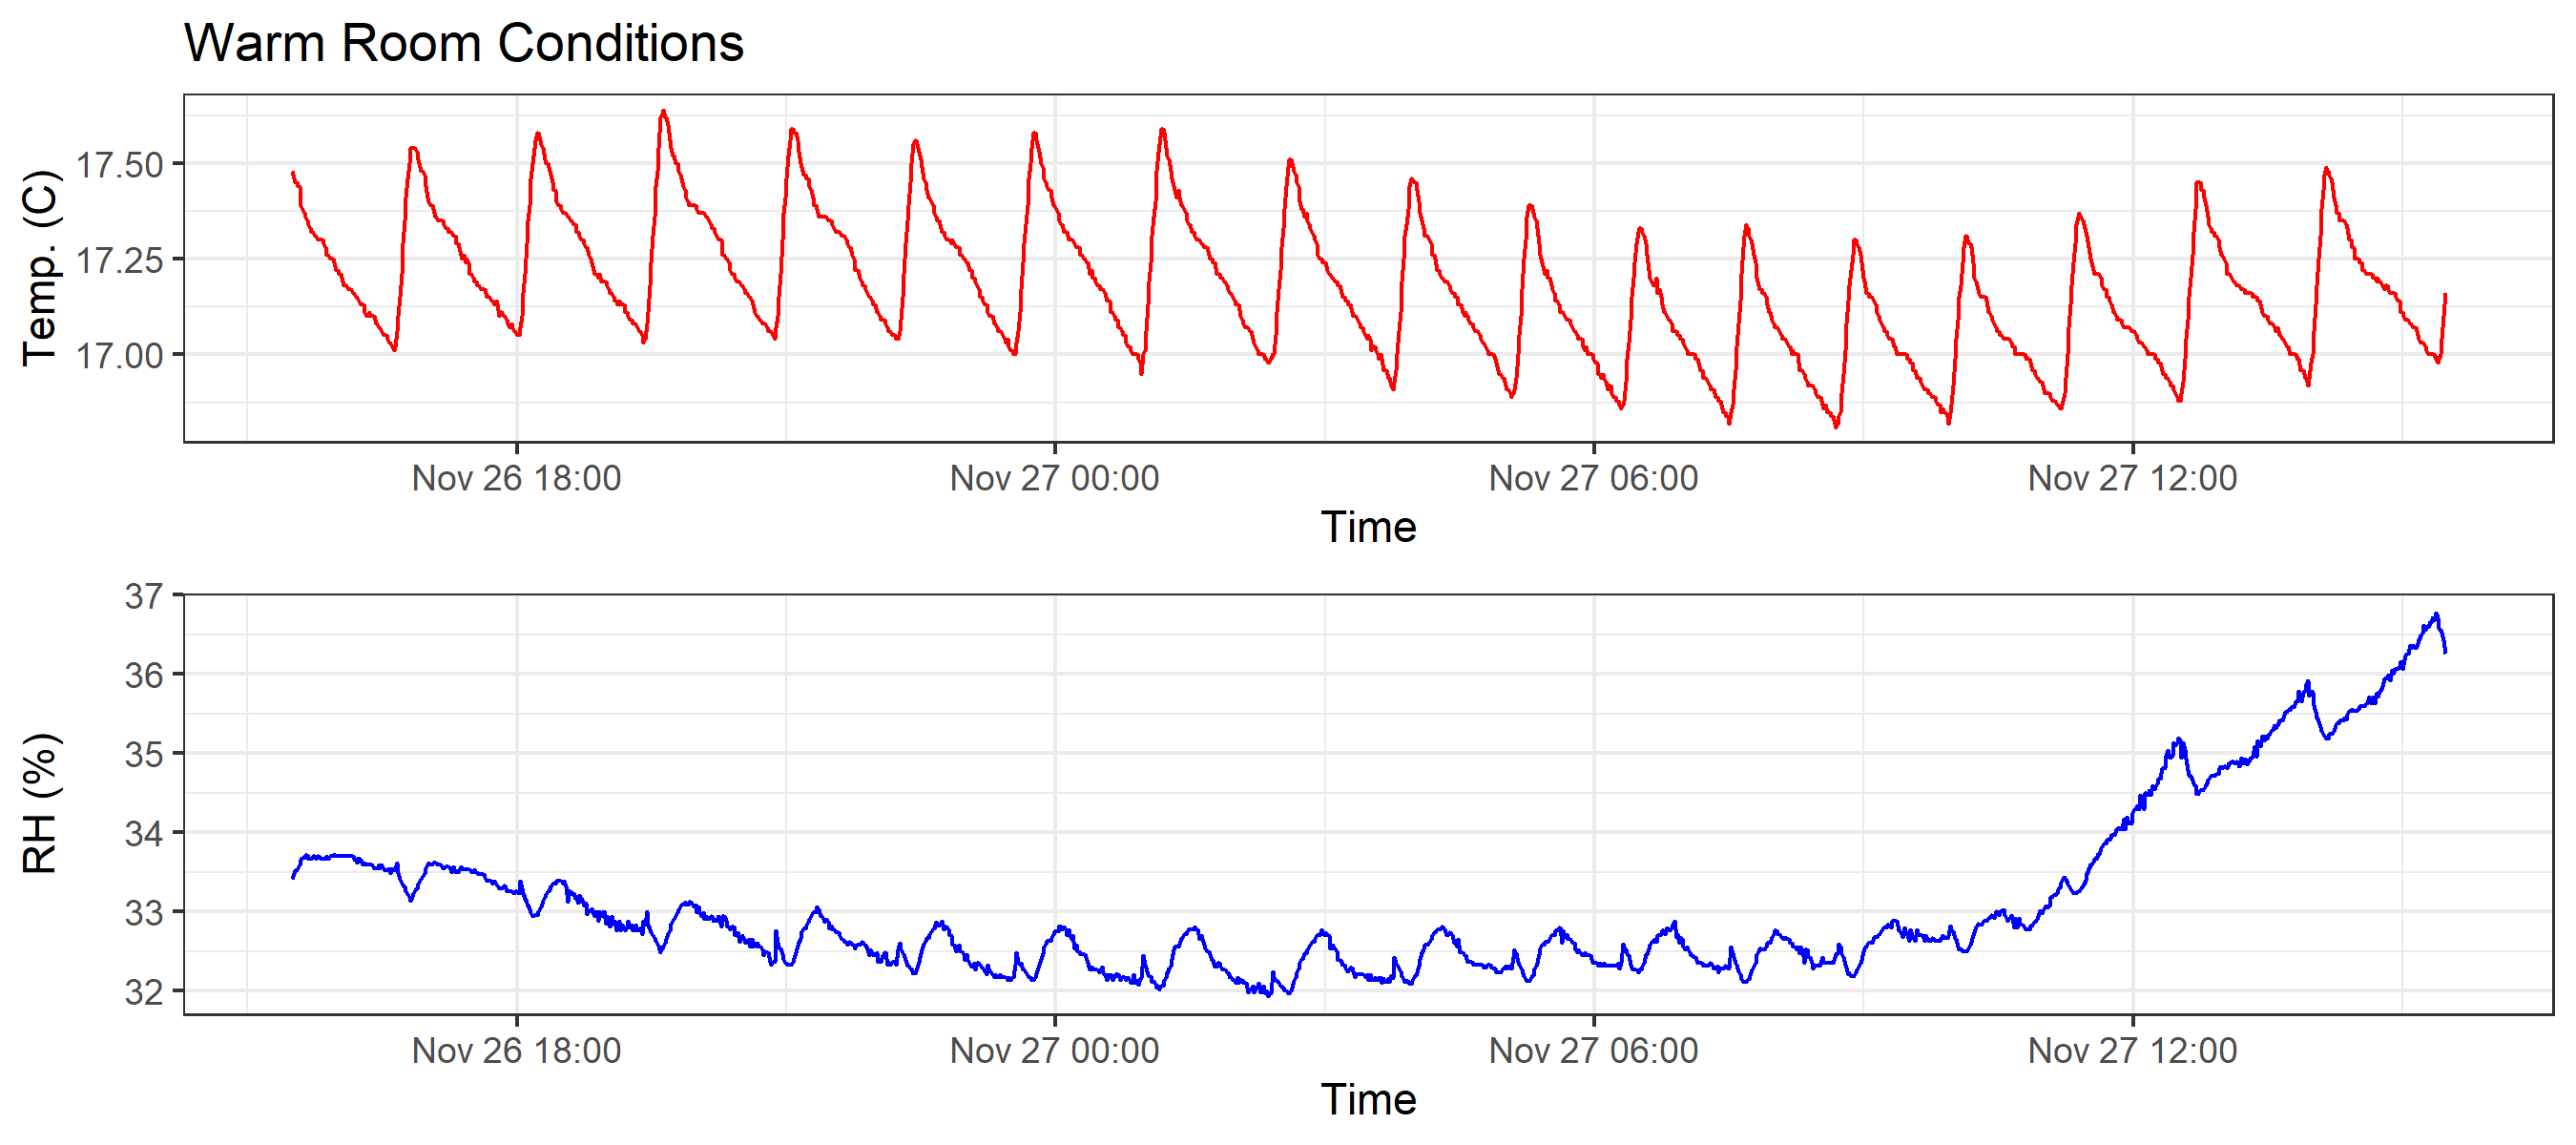 Warm Room Conditions
Temp. (C)
17.50
17.25
17.00
Nov 26 18:00 Nov 27 00:00 Nov 27 06:00 Nov 27 12:00
Time
RH (%)
37
36
35
34
33
32
Nov 26 18:00 Nov 27 00:00 Nov 27 06:00 Nov 27 12:00
Time